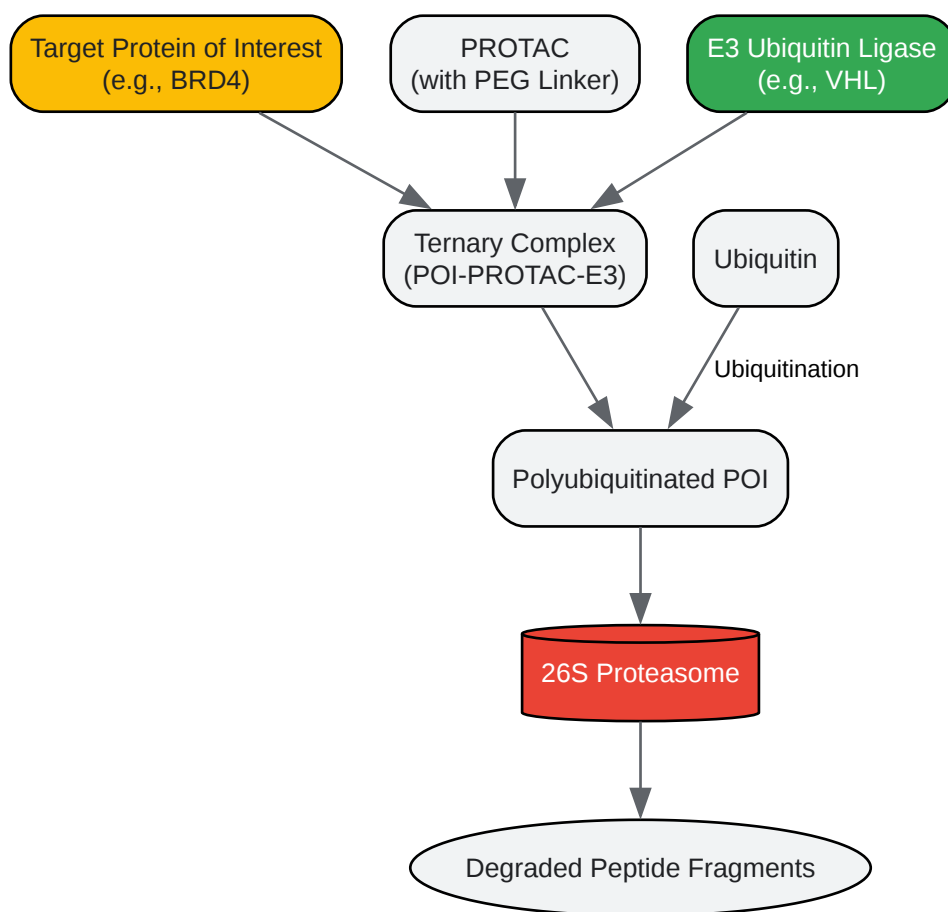 Target Protein of Interest
(e.g., BRD4)
PROTAC
(with PEG Linker)
E3 Ubiquitin Ligase
(e.g., VHL)
Ternary Complex
(POI-PROTAC-E3)
Ubiquitin
Ubiquitination
Polyubiquitinated POI
26S Proteasome
Degraded Peptide Fragments